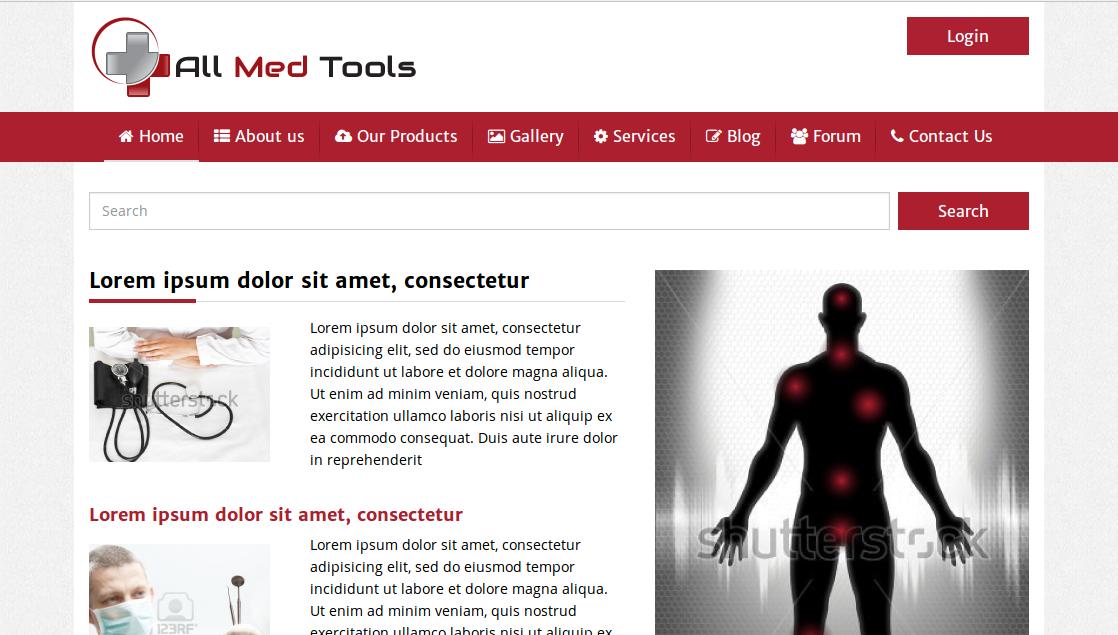 All Med Tools
Login
Home
About us
Our Products
Gallery
Services
Blog
Forum
Contact Us
Search
Search
Lorem ipsum dolor sit amet, consectetur
shutterstock
Lorem ipsum dolor sit amet, consectetur
adipisicing elit, sed do eiusmod tempor
incididunt ut labore et dolore magna aliqua.
Ut enim ad minim veniam, quis nostrud
exercitation ullamco laboris nisi ut aliquip ex
ea commodo consequat. Duis aute irure dolor
in reprehenderit
Lorem ipsum dolor sit amet, consectetur
123RF
Lorem ipsum dolor sit amet, consectetur
adipisicing elit, sed do eiusmod tempor
incididunt ut labore et dolore magna aliqua.
Ut enim ad minim veniam, quis nostrud
exercitation ullamco laboris nisi ut aliquip ex
shutterstock